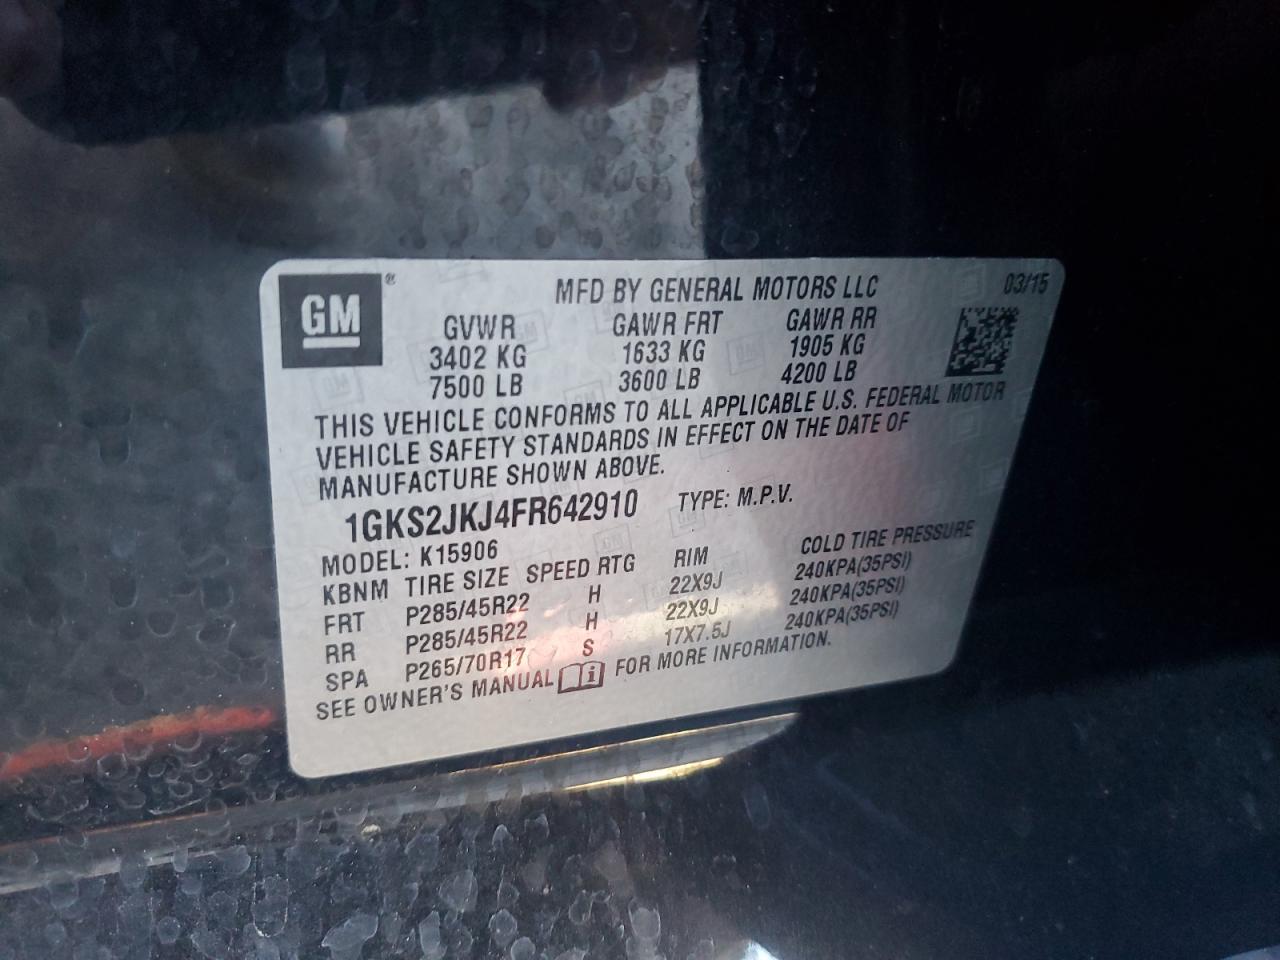 GM ®
MFD BY GENERAL MOTORS LLC 03/15
GVWR GAWR FRT GAWR RR
3402 KG 1633 KG 1905 KG
7500 LB 3600 LB 4200 LB
THIS VEHICLE CONFORMS TO ALL APPLICABLE U.S. FEDERAL MOTOR
VEHICLE SAFETY STANDARDS IN EFFECT ON THE DATE OF
MANUFACTURE SHOWN ABOVE.
1GKS2JKJ4FR642910 TYPE: M.P.V.
MODEL: K15906
KBNM TIRE SIZE SPEED RTG RIM COLD TIRE PRESSURE
FRT P285/45R22 H 22X9J 240KPA(35PSI)
RR P285/45R22 H 22X9J 240KPA(35PSI)
SPA P265/70R17 S 17X7.5J 240KPA(35PSI)
SEE OWNER'S MANUAL i FOR MORE INFORMATION.